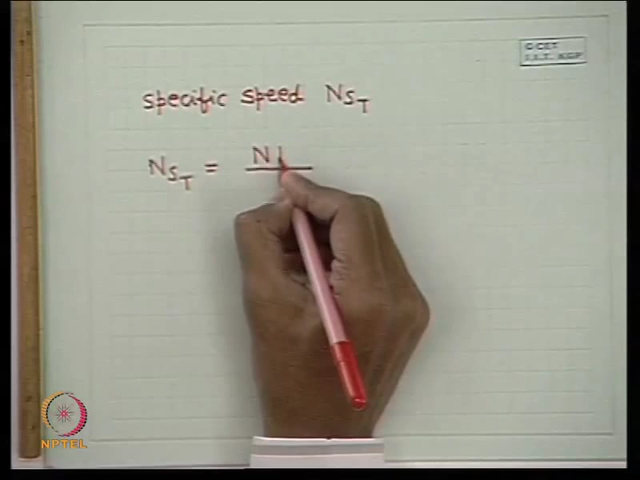 © CET
I.I.T. KGP
specific speed NST
NST = N
NPTEL